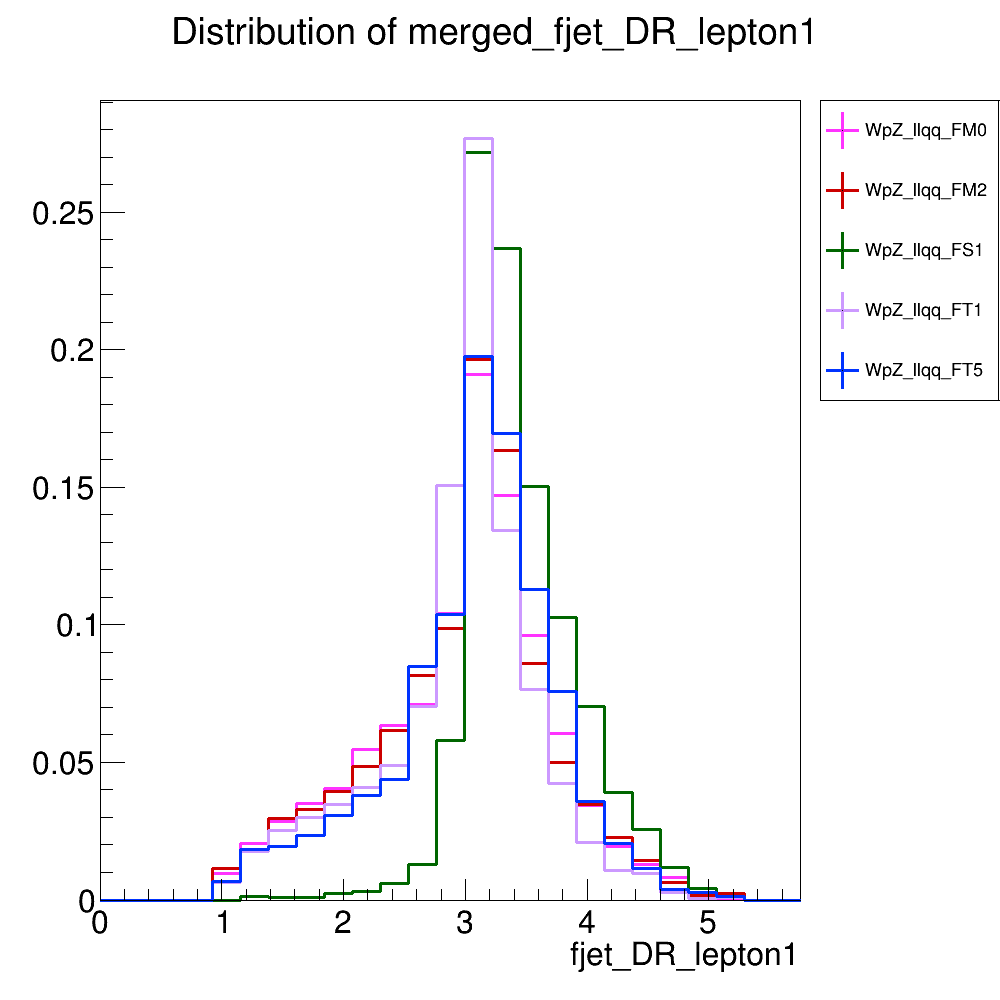 Distribution of merged_fjet_DR_lepton1
WpZ_llqq_FM0
WpZ_llqq_FM2
WpZ_llqq_FS1
WpZ_llqq_FT1
WpZ_llqq_FT5
0.25
0.2
0.15
0.1
0.05
0
0 1 2 3 4 5
fjet_DR_lepton1